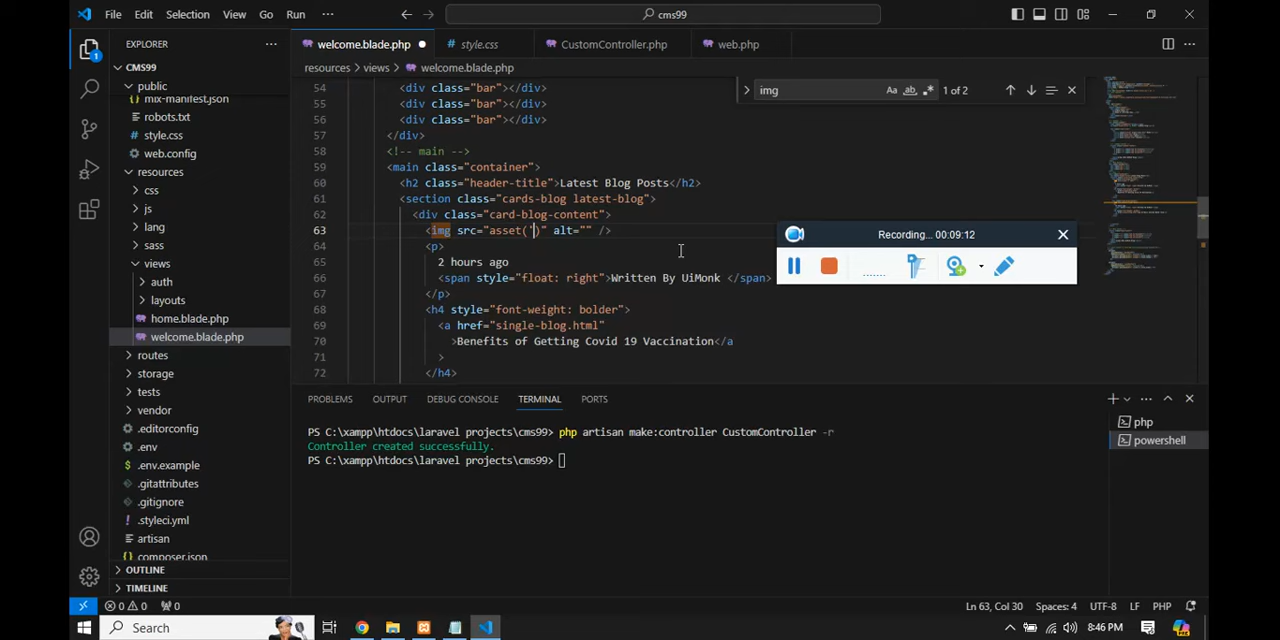 File Edit Selection View Go Run ··· cms99
EXPLORER ···
welcome.blade.php ● style.css CustomController.php web.php ···
CMS99
resources > views > welcome.blade.php
public
mix-manifest.json
robots.txt
style.css
web.config
resources
css
js
lang
sass
views
auth
layouts
home.blade.php
welcome.blade.php
routes
storage
tests
vendor
.editorconfig
.env
.env.example
.gitattributes
.gitignore
.styleci.yml
artisan
composer.json
OUTLINE
TIMELINE
img Aa ab .* 1 of 2
54 <div class="bar"></div>
55 <div class="bar"></div>
56 <div class="bar"></div>
57 </div>
58 <!-- main -->
59 <main class="container">
60 <h2 class="header-title">Latest Blog Posts</h2>
61 <section class="cards-blog latest-blog">
62 <div class="card-blog-content">
63 <img src="asset(')" alt="" />
64 <p>
65 2 hours ago
66 <span style="float: right">Written By UiMonk </span>
67 </p>
68 <h4 style="font-weight: bolder">
69 <a href="single-blog.html"
70 >Benefits of Getting Covid 19 Vaccination</a
71 >
72 </h4>
Recording... 00:09:12
PROBLEMS OUTPUT DEBUG CONSOLE TERMINAL PORTS
PS C:\xampp\htdocs\laravel projects\cms99> php artisan make:controller CustomController -r
Controller created successfully.
PS C:\xampp\htdocs\laravel projects\cms99>
php
powershell
0 0 0 Ln 63, Col 30 Spaces: 4 UTF-8 LF PHP
Search 8:46 PM